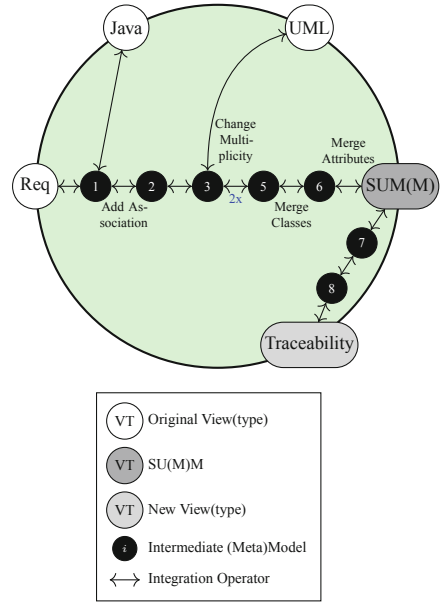 Java
UML
Change
Multi-
plicity
Merge
Attributes
Req
1
2
3
5
6
SUM(M)
Add As-
sociation
2x
Merge
Classes
7
8
Traceability
VT Original View(type)
VT SU(M)M
VT New View(type)
i Intermediate (Meta)Model
Integration Operator